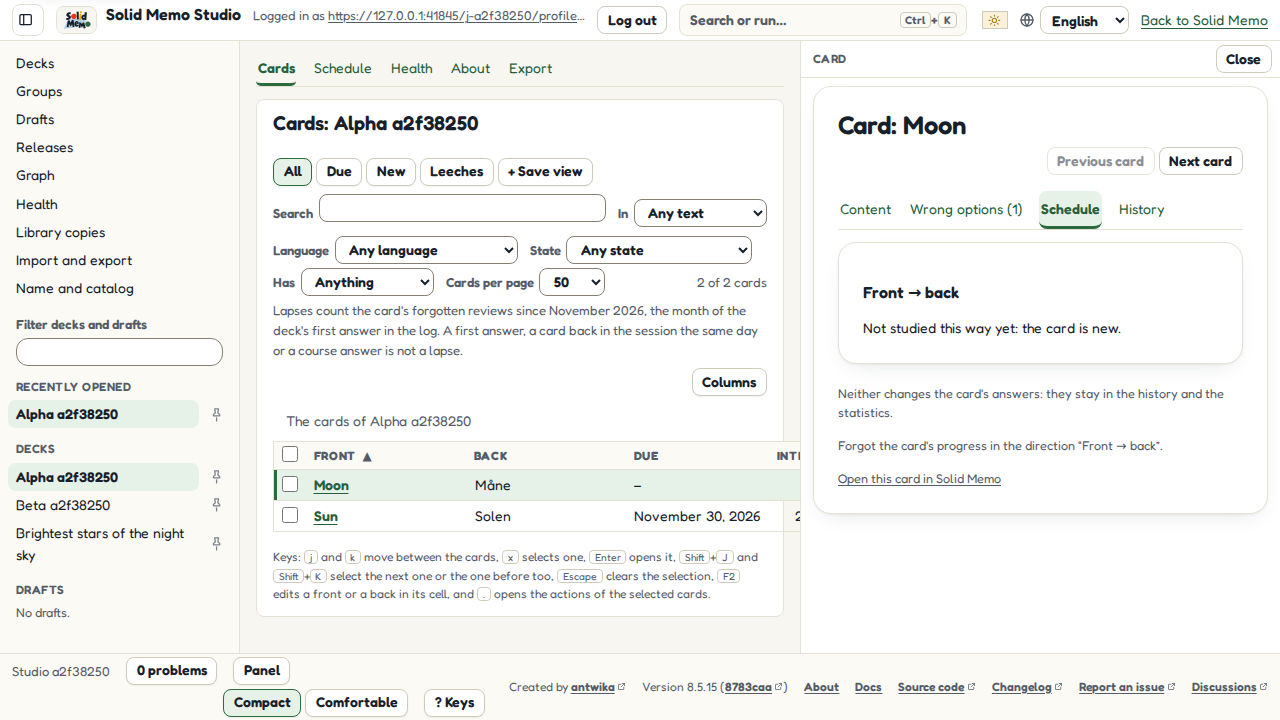 Solid Memo Studio
Logged in as https://127.0.0.1:41845/j-a2f38250/profile…
Log out
Search or run... Ctrl+K
English
Back to Solid Memo
Decks
Groups
Drafts
Releases
Graph
Health
Library copies
Import and export
Name and catalog
Filter decks and drafts
RECENTLY OPENED
Alpha a2f38250
DECKS
Alpha a2f38250
Beta a2f38250
Brightest stars of the night
sky
DRAFTS
No drafts.
Cards Schedule Health About Export
Cards: Alpha a2f38250
All Due New Leeches + Save view
Search In Any text
Language Any language State Any state
Has Anything Cards per page 50 2 of 2 cards
Lapses count the card's forgotten reviews since November 2026, the month of the
deck's first answer in the log. A first answer, a card back in the session the same day
or a course answer is not a lapse.
Columns
The cards of Alpha a2f38250
FRONT ▲ BACK DUE
Moon Måne –
Sun Solen November 30, 2026
Keys: j and k move between the cards, x selects one, Enter opens it, Shift+J and
Shift+K select the next one or the one before too, Escape clears the selection, F2
edits a front or a back in its cell, and . opens the actions of the selected cards.
CARD
Close
Card: Moon
Previous card Next card
Content Wrong options (1) Schedule History
Front → back
Not studied this way yet: the card is new.
Neither changes the card's answers: they stay in the history and the
statistics.
Forgot the card's progress in the direction "Front → back".
Open this card in Solid Memo
Studio a2f38250 0 problems Panel
Compact Comfortable ? Keys
Created by antwika Version 8.5.15 (8783caa) About Docs Source code Changelog Report an issue Discussions